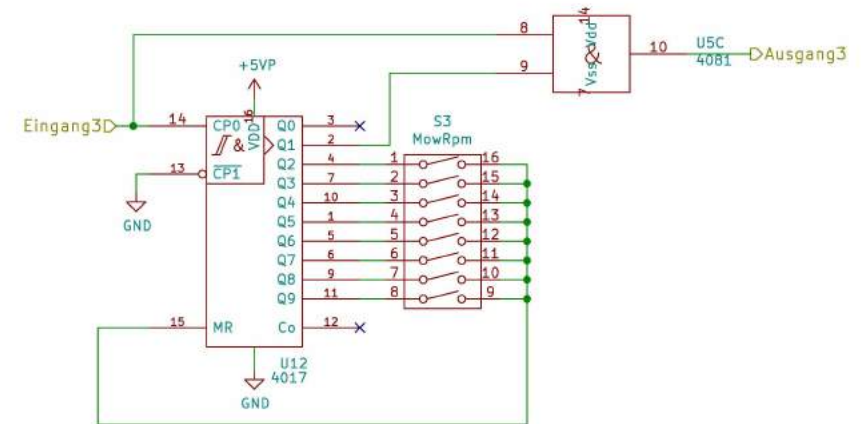 8
14
Vdd
&
Vss
7
9
10
U5C
4081
Ausgang3
+5VP
16
Eingang3
14
CP0
&
VDD
13
CP1
GND
Q0 3
Q1 2
Q2 4
Q3 7
Q4 10
Q5 1
Q6 5
Q7 6
Q8 9
Q9 11
15 MR
Co 12
U12
4017
GND
S3
MowRpm
1 16
2 15
3 14
4 13
5 12
6 11
7 10
8 9